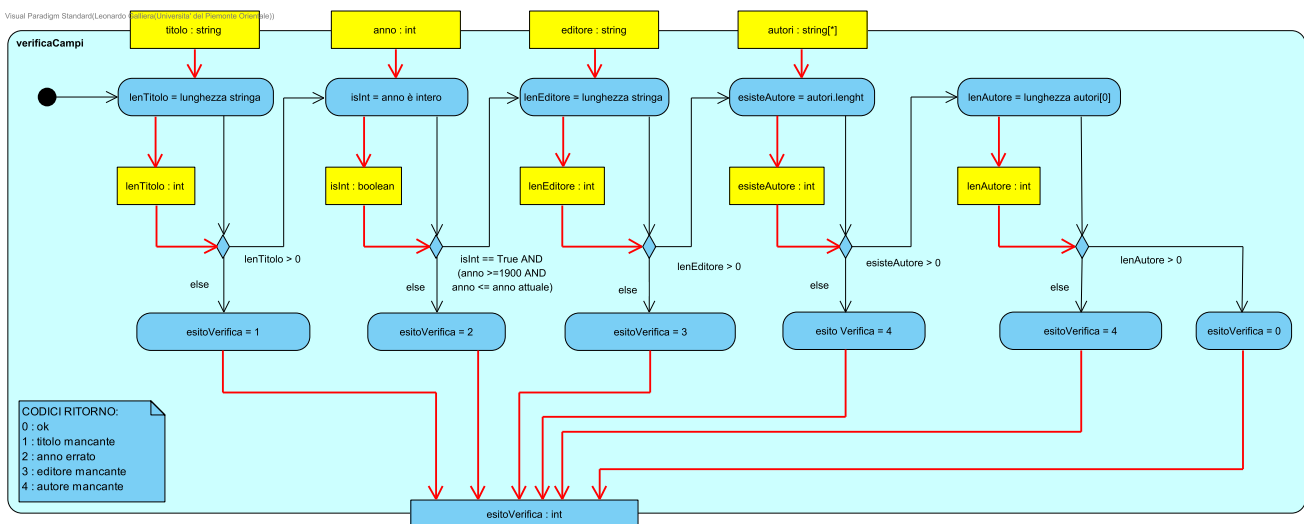 Visual Paradigm Standard(Leonardo Galliera(Universita' del Piemonte Orientale))
titolo : string
anno : int
editore : string
autori : string[*]
verificaCampi
lenTitolo = lunghezza stringa
isInt = anno è intero
lenEditore = lunghezza stringa
esisteAutore = autori.lenght
lenAutore = lunghezza autori[0]
lenTitolo : int
isInt : boolean
lenEditore : int
esisteAutore : int
lenAutore : int
lenTitolo > 0
isInt == True AND
(anno >=1900 AND
anno <= anno attuale)
lenEditore > 0
esisteAutore > 0
lenAutore > 0
else
else
else
else
else
esitoVerifica = 1
esitoVerifica = 2
esitoVerifica = 3
esito Verifica = 4
esitoVerifica = 4
esitoVerifica = 0
CODICI RITORNO:
0 : ok
1 : titolo mancante
2 : anno errato
3 : editore mancante
4 : autore mancante
esitoVerifica : int